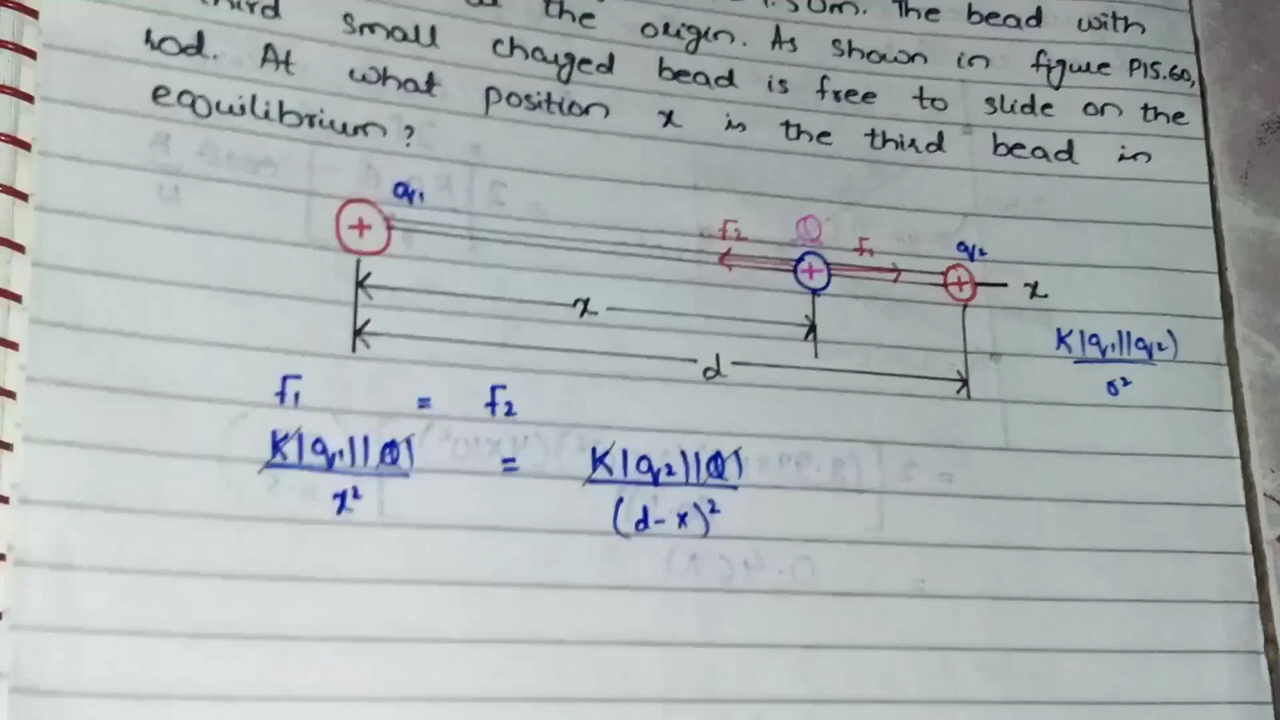 1.50m. The bead with
third the origin. As shown in figure P15.60,
small charged bead is free to slide on the
rod. At what position x is the third bead in
equilibrium?
q1
+
F2
Q
+
F1
q2
+
x
x
d
K|q1||q2|
F1 = F2
K|q1||Q| = K|q2||Q|
x² (d-x)²